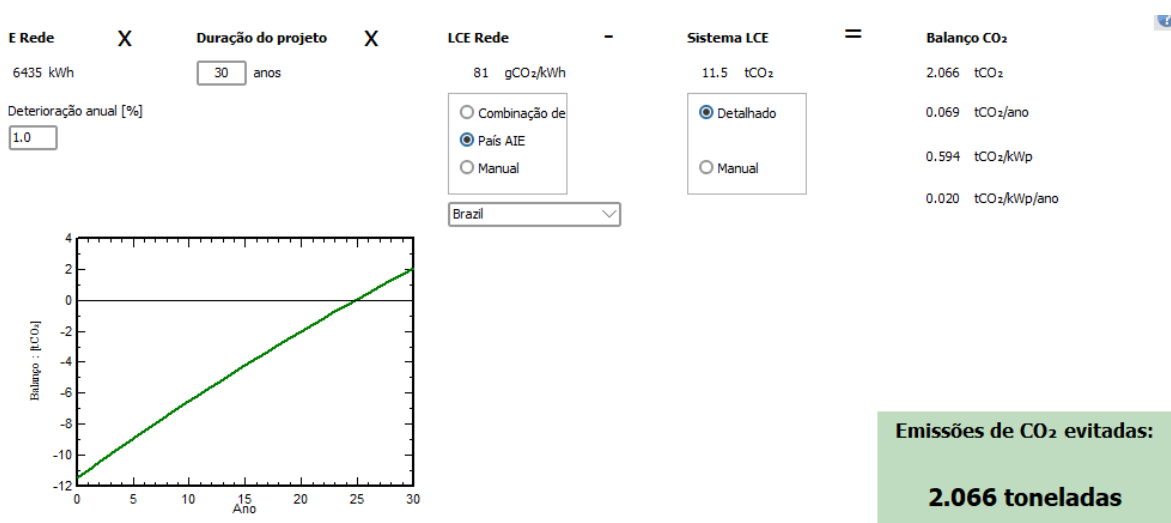 E Rede X Duração do projeto X LCE Rede - Sistema LCE = Balanço CO₂
6435 kWh 30 anos 81 gCO₂/kWh 11.5 tCO₂ 2.066 tCO₂
Deterioração anual [%]
1.0
Combinação de
País AIE
Manual
Brazil
Detalhado
Manual
0.069 tCO₂/ano
0.594 tCO₂/kWp
0.020 tCO₂/kWp/ano
Balanço : [tCO₂]
4
2
0
-2
-4
-6
-8
-10
-12
0 5 10 15 20 25 30
Ano
Emissões de CO₂ evitadas:
2.066 toneladas